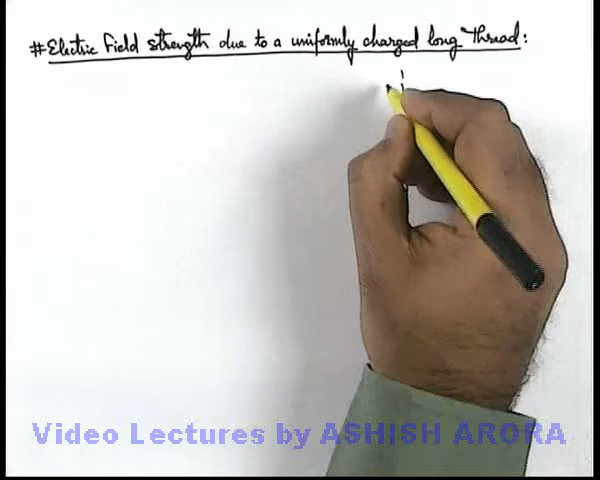 # Electric Field strength due to a uniformly charged long Thread :
Video Lectures by ASHISH ARORA